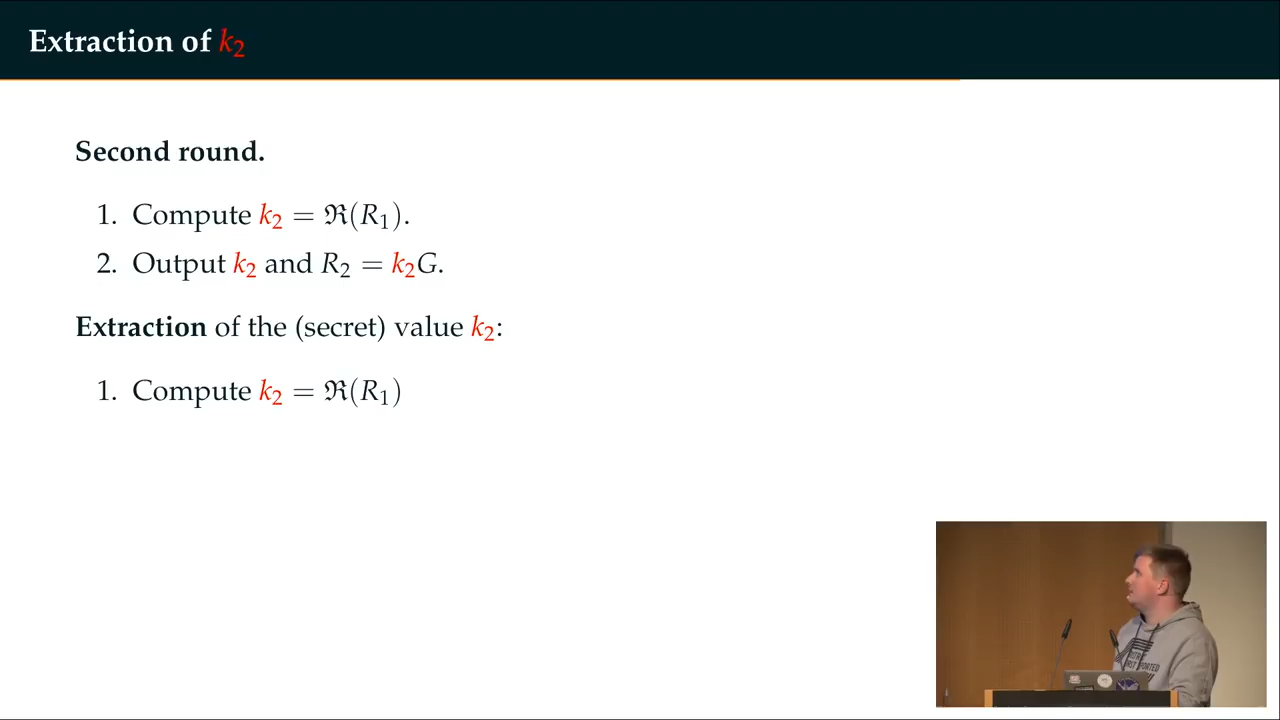 Extraction of k₂
Second round.
1. Compute k₂ = ℜ(R₁).
2. Output k₂ and R₂ = k₂G.
Extraction of the (secret) value k₂:
1. Compute k₂ = ℜ(R₁)